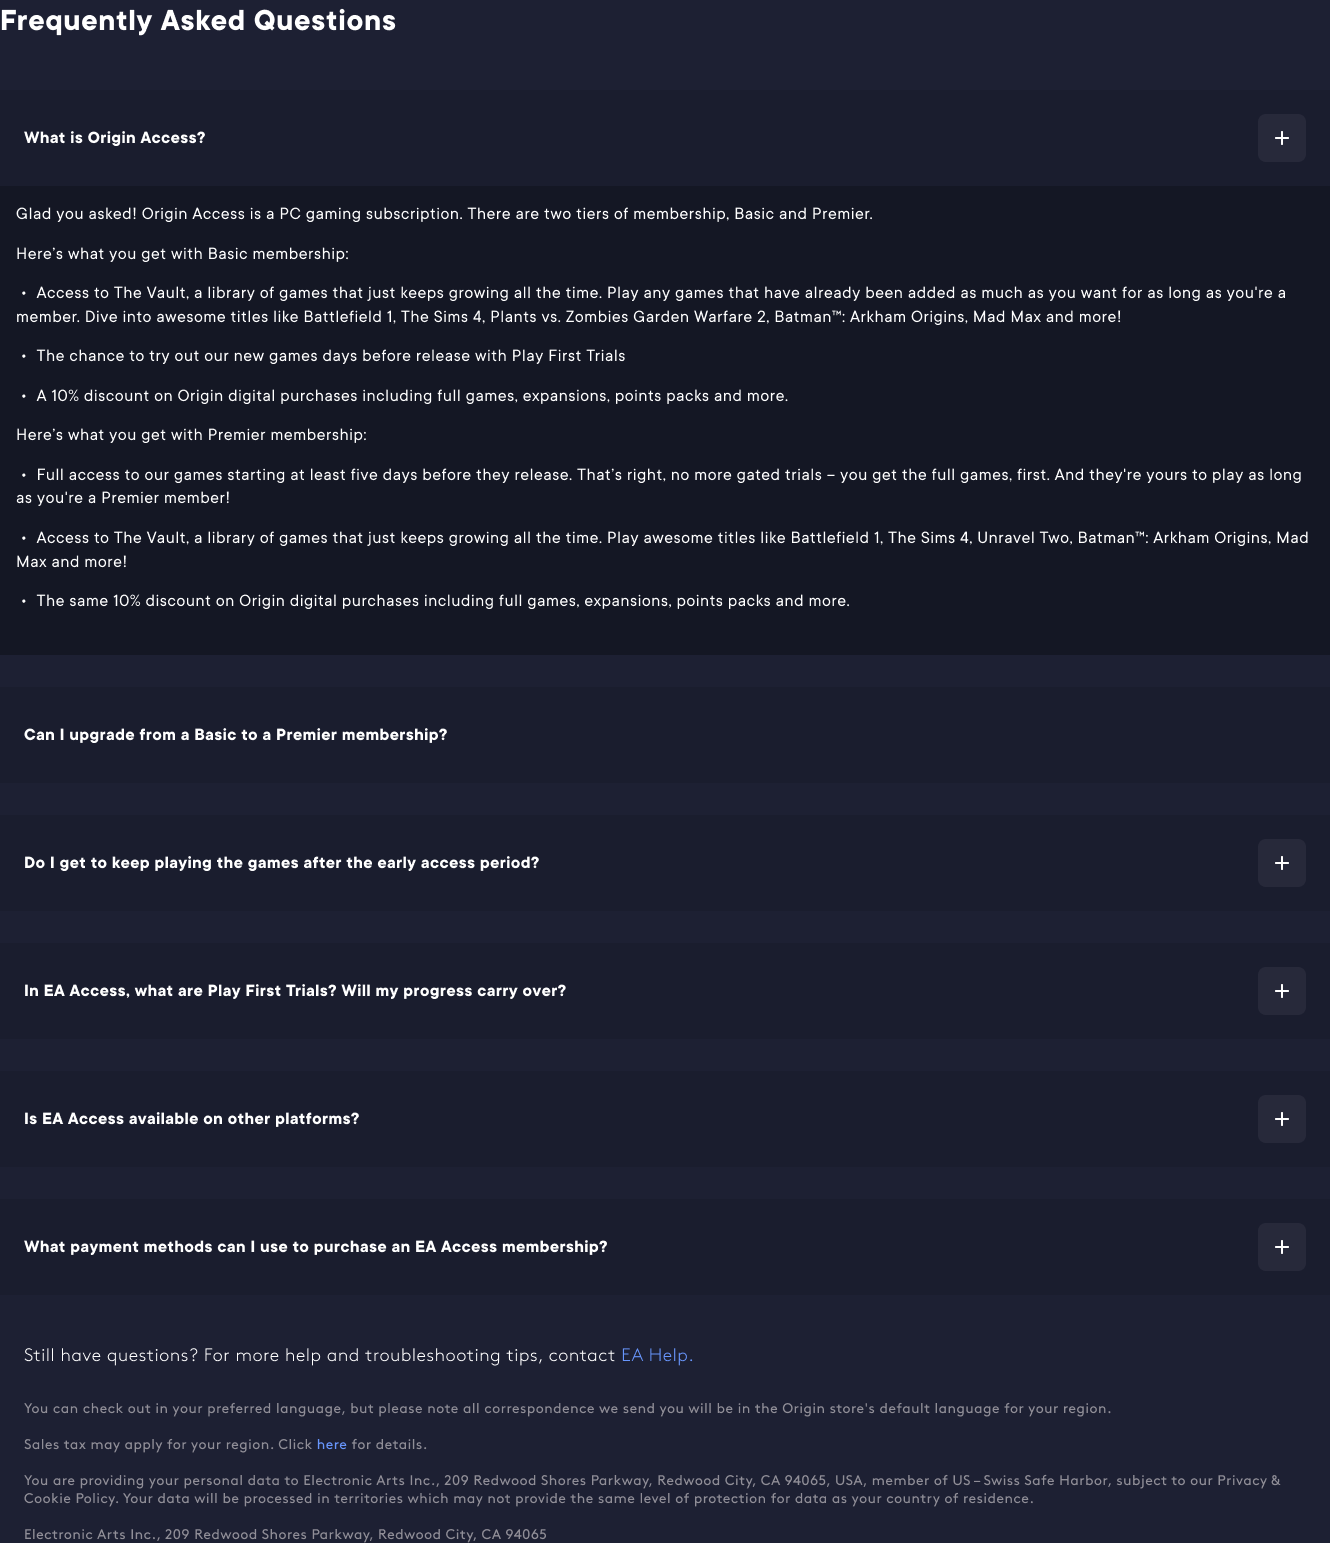 Frequently Asked Questions
What is Origin Access?
Glad you asked! Origin Access is a PC gaming subscription. There are two tiers of membership, Basic and Premier.
Here’s what you get with Basic membership:
• Access to The Vault, a library of games that just keeps growing all the time. Play any games that have already been added as much as you want for as long as you're a
member. Dive into awesome titles like Battlefield 1, The Sims 4, Plants vs. Zombies Garden Warfare 2, Batman™: Arkham Origins, Mad Max and more!
• The chance to try out our new games days before release with Play First Trials
• A 10% discount on Origin digital purchases including full games, expansions, points packs and more.
Here’s what you get with Premier membership:
• Full access to our games starting at least five days before they release. That’s right, no more gated trials – you get the full games, first. And they're yours to play as long
as you're a Premier member!
• Access to The Vault, a library of games that just keeps growing all the time. Play awesome titles like Battlefield 1, The Sims 4, Unravel Two, Batman™: Arkham Origins, Mad
Max and more!
• The same 10% discount on Origin digital purchases including full games, expansions, points packs and more.
Can I upgrade from a Basic to a Premier membership?
Do I get to keep playing the games after the early access period?
In EA Access, what are Play First Trials? Will my progress carry over?
Is EA Access available on other platforms?
What payment methods can I use to purchase an EA Access membership?
Still have questions? For more help and troubleshooting tips, contact EA Help.
You can check out in your preferred language, but please note all correspondence we send you will be in the Origin store's default language for your region.
Sales tax may apply for your region. Click here for details.
You are providing your personal data to Electronic Arts Inc., 209 Redwood Shores Parkway, Redwood City, CA 94065, USA, member of US – Swiss Safe Harbor, subject to our Privacy &
Cookie Policy. Your data will be processed in territories which may not provide the same level of protection for data as your country of residence.
Electronic Arts Inc., 209 Redwood Shores Parkway, Redwood City, CA 94065